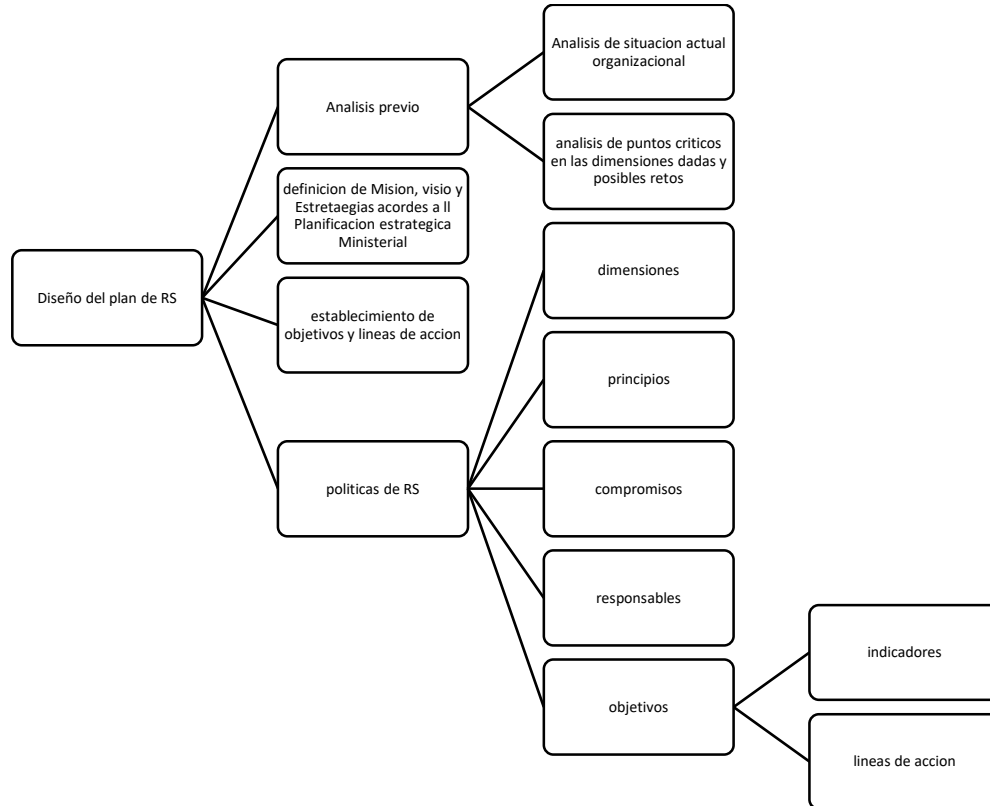 Diseño del plan de RS
Analisis previo
Analisis de situacion actual
organizacional
analisis de puntos criticos
en las dimensiones dadas y
posibles retos
definicion de Mision, visio y
Estretaegias acordes a ll
Planificacion estrategica
Ministerial
establecimiento de
objetivos y lineas de accion
politicas de RS
dimensiones
principios
compromisos
responsables
objetivos
indicadores
lineas de accion